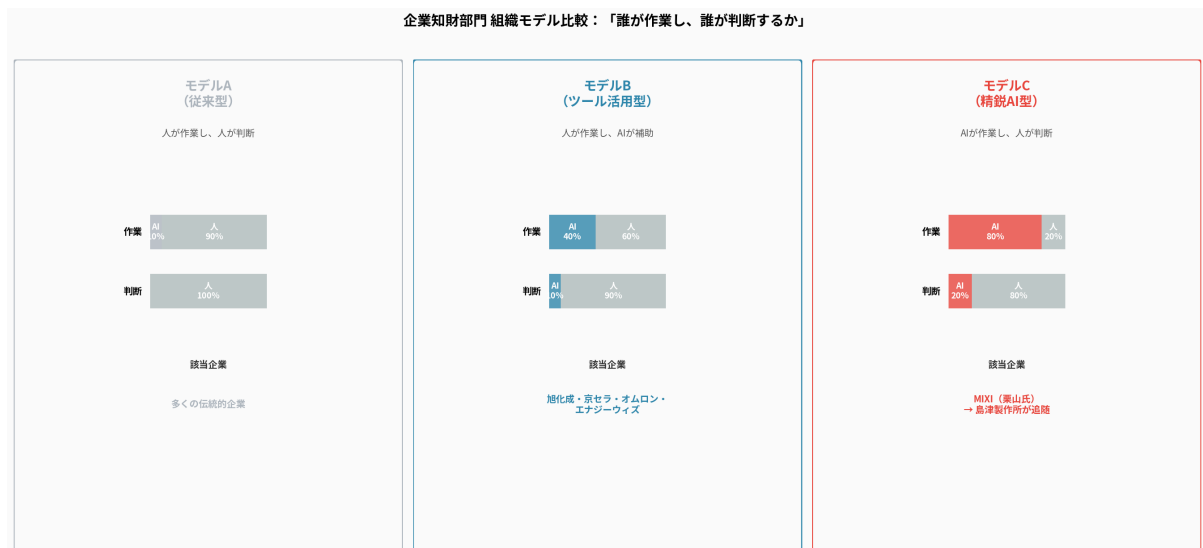 企業知財部門 組織モデル比較：「誰が作業し、誰が判断するか」
モデルA
（従来型）
人が作業し、人が判断
作業
AI
10%
人
90%
判断
人
100%
該当企業
多くの伝統的企業
モデルB
（ツール活用型）
人が作業し、AIが補助
作業
AI
40%
人
60%
判断
AI
10%
人
90%
該当企業
旭化成・京セラ・オムロン・
エナジーウィズ
モデルC
（精鋭AI型）
AIが作業し、人が判断
作業
AI
80%
人
20%
判断
AI
20%
人
80%
該当企業
MIXI（栗山氏）
→ 島津製作所が追随